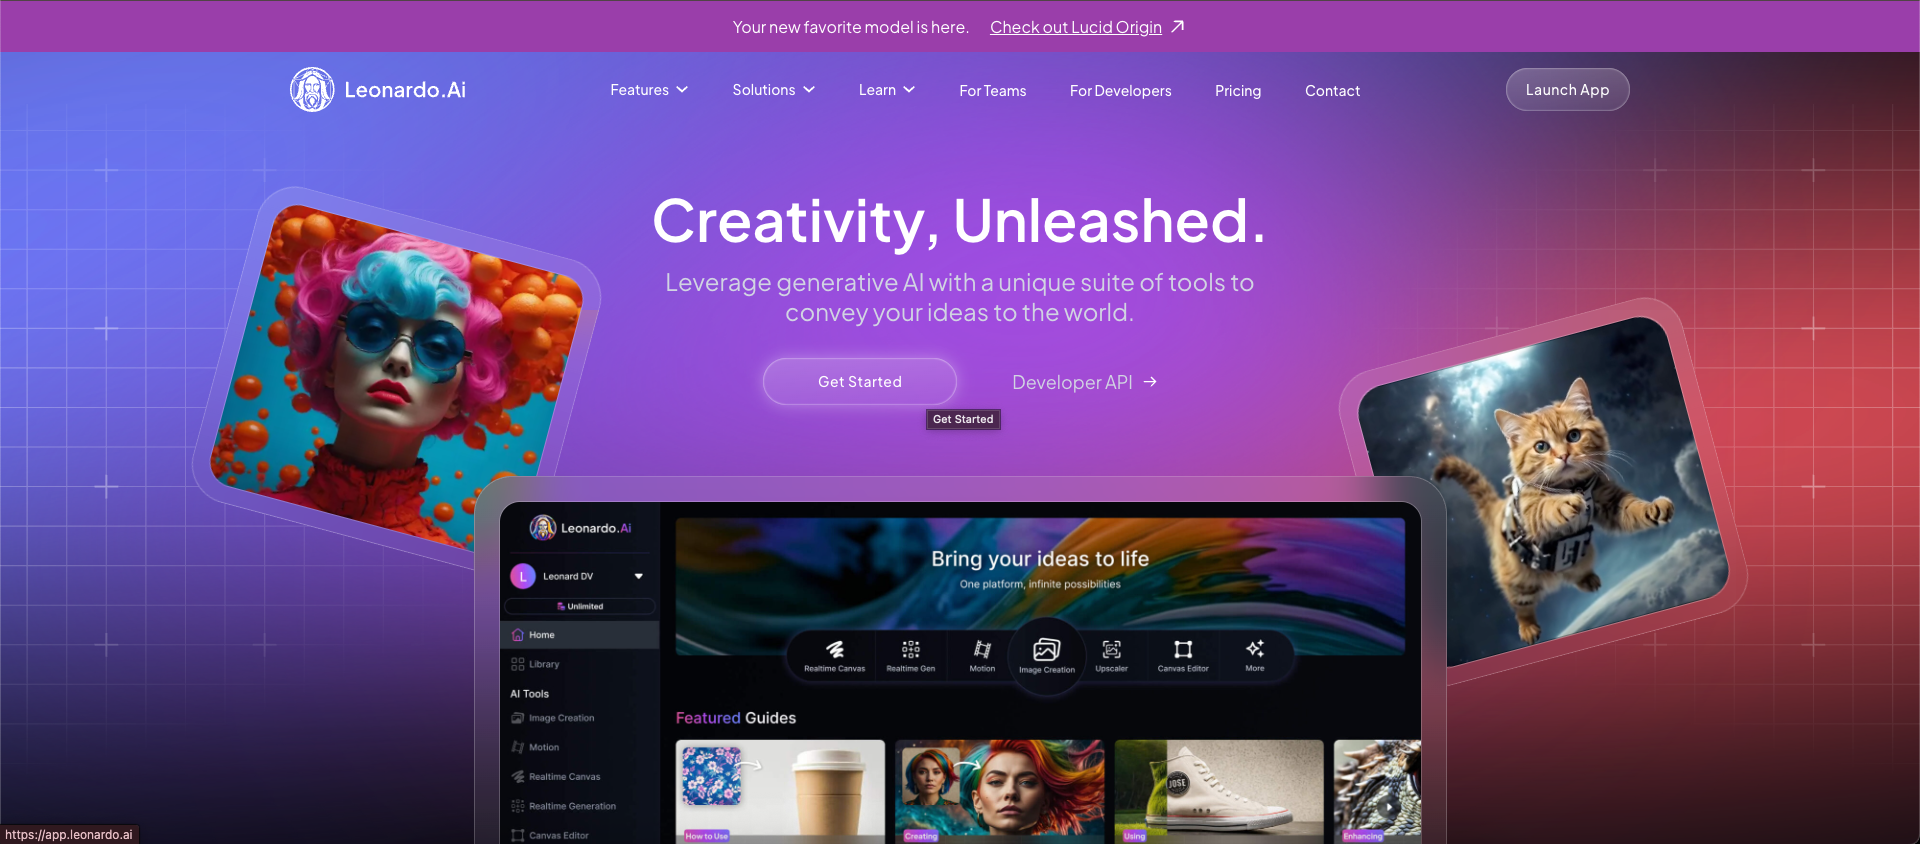 Your new favorite model is here. Check out Lucid Origin
Leonardo.Ai
Features
Solutions
Learn
For Teams
For Developers
Pricing
Contact
Launch App
Creativity, Unleashed.
Leverage generative AI with a unique suite of tools to
convey your ideas to the world.
Get Started
Developer API
Get Started
Leonardo.Ai
L
Leonard DV
Unlimited
Home
Library
AI Tools
Image Creation
Motion
Realtime Canvas
Realtime Generation
Canvas Editor
Bring your ideas to life
One platform, infinite possibilities
Realtime Canvas
Realtime Gen
Motion
Image Creation
Upscaler
Canvas Editor
More
Featured Guides
JOSE
How to Use
Creating
Using
Enhancing
https://app.leonardo.ai